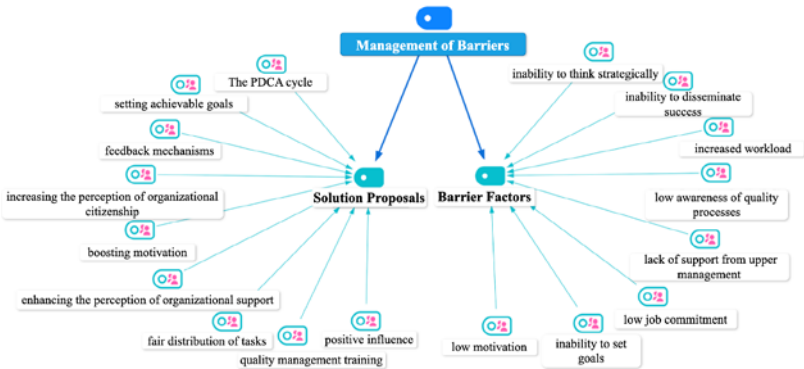 Management of Barriers
The PDCA cycle
setting achievable goals
feedback mechanisms
increasing the perception of organizational
citizenship
boosting motivation
enhancing the perception of organizational support
fair distribution of tasks
quality management training
positive influence
Solution Proposals
Barrier Factors
inability to think strategically
inability to disseminate
success
increased workload
low awareness of quality
processes
lack of support from upper
management
low job commitment
inability to set
goals
low motivation